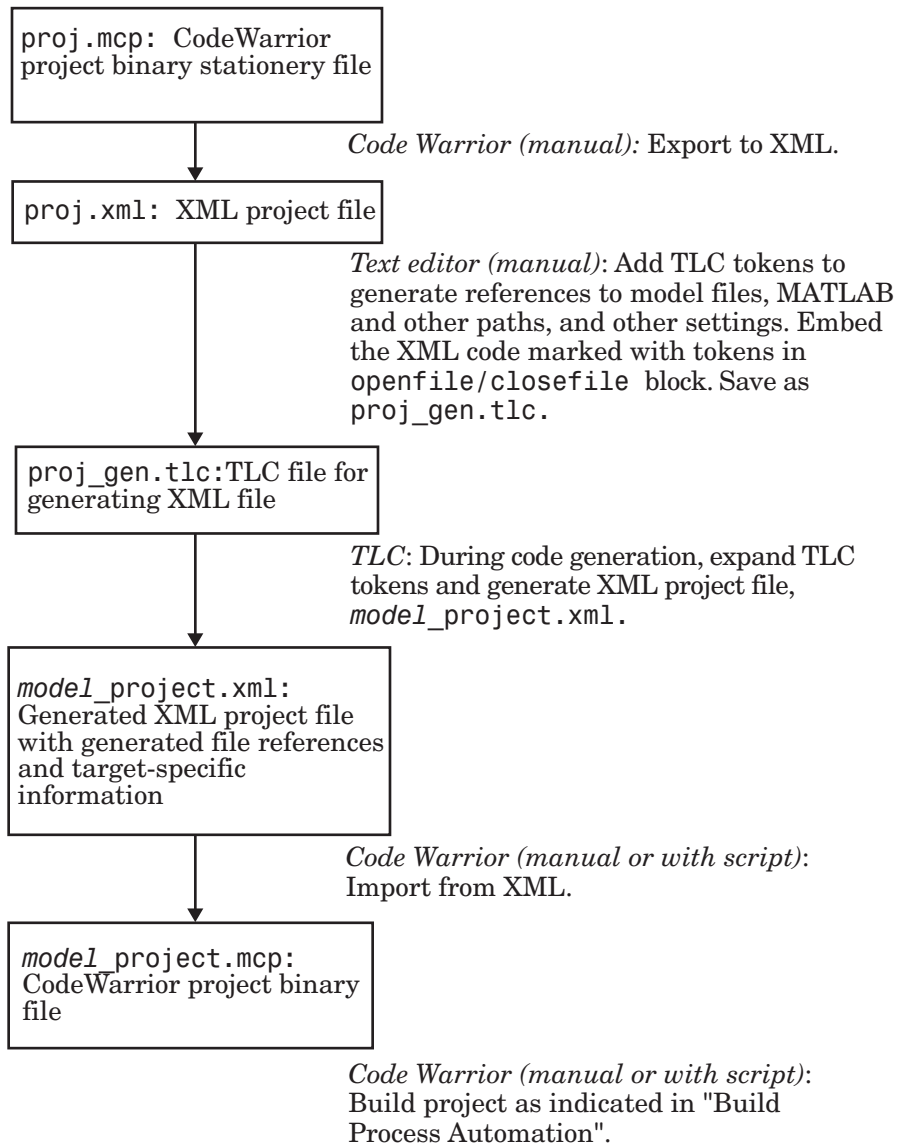 proj.mcp: CodeWarrior
project binary stationery file
Code Warrior (manual): Export to XML.
proj.xml: XML project file
Text editor (manual): Add TLC tokens to
generate references to model files, MATLAB
and other paths, and other settings. Embed
the XML code marked with tokens in
openfile/closefile block. Save as
proj_gen.tlc.
proj_gen.tlc:TLC file for
generating XML file
TLC: During code generation, expand TLC
tokens and generate XML project file,
model_project.xml.
model_project.xml:
Generated XML project file
with generated file references
and target-specific
information
Code Warrior (manual or with script):
Import from XML.
model_project.mcp:
CodeWarrior project binary
file
Code Warrior (manual or with script):
Build project as indicated in "Build
Process Automation".